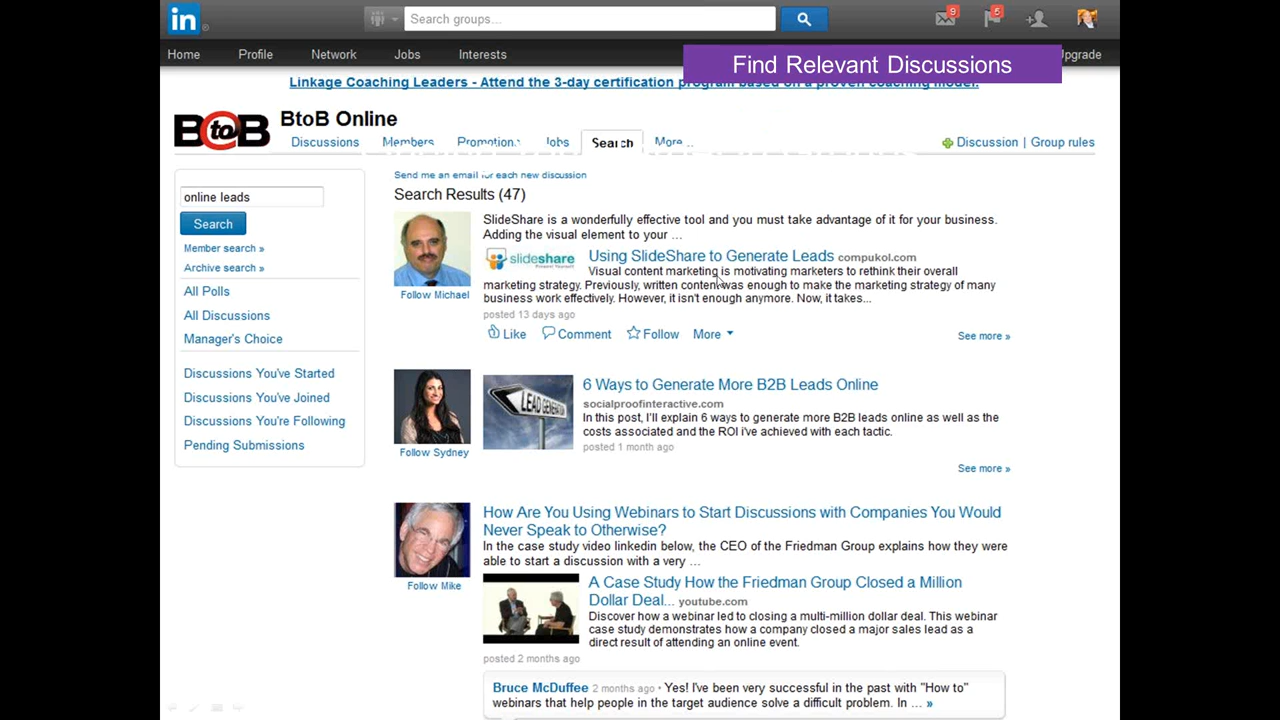 in
Search groups...
9
5
Home Profile Network Jobs Interests
Upgrade
Find Relevant Discussions
Linkage Coaching Leaders - Attend the 3-day certification program based on a proven coaching model.
BtoB
BtoB Online
Discussions Members Promotions Jobs Search More...
Discussion | Group rules
online leads
Search
Member search »
Archive search »
All Polls
All Discussions
Manager's Choice
Discussions You've Started
Discussions You've Joined
Discussions You're Following
Pending Submissions
Send me an email for each new discussion
Search Results (47)
Follow Michael
SlideShare is a wonderfully effective tool and you must take advantage of it for your business.
Adding the visual element to your ...
slideshare
Using SlideShare to Generate Leads compukol.com
Visual content marketing is motivating marketers to rethink their overall
marketing strategy. Previously, written content was enough to make the marketing strategy of many
business work effectively. However, it isn't enough anymore. Now, it takes...
posted 13 days ago
Like Comment Follow More
See more »
Follow Sydney
LEAD GENERATION
6 Ways to Generate More B2B Leads Online
socialproofinteractive.com
In this post, I'll explain 6 ways to generate more B2B leads online as well as the
costs associated and the ROI i've achieved with each tactic.
posted 1 month ago
See more »
Follow Mike
How Are You Using Webinars to Start Discussions with Companies You Would
Never Speak to Otherwise?
In the case study video linkedin below, the CEO of the Friedman Group explains how they were
able to start a discussion with a very ...
A Case Study How the Friedman Group Closed a Million
Dollar Deal... youtube.com
Discover how a webinar led to closing a multi-million dollar deal. This webinar
case study demonstrates how a company closed a major sales lead as a
direct result of attending an online event.
posted 2 months ago
Bruce McDuffee 2 months ago • Yes! I've been very successful in the past with "How to"
webinars that help people in the target audience solve a difficult problem. In ... »